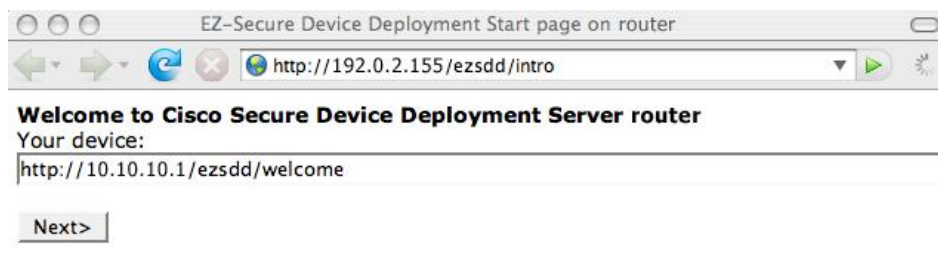 EZ-Secure Device Deployment Start page on router
http://192.0.2.155/ezsdd/intro
Welcome to Cisco Secure Device Deployment Server router
Your device:
http://10.10.10.1/ezsdd/welcome
Next>